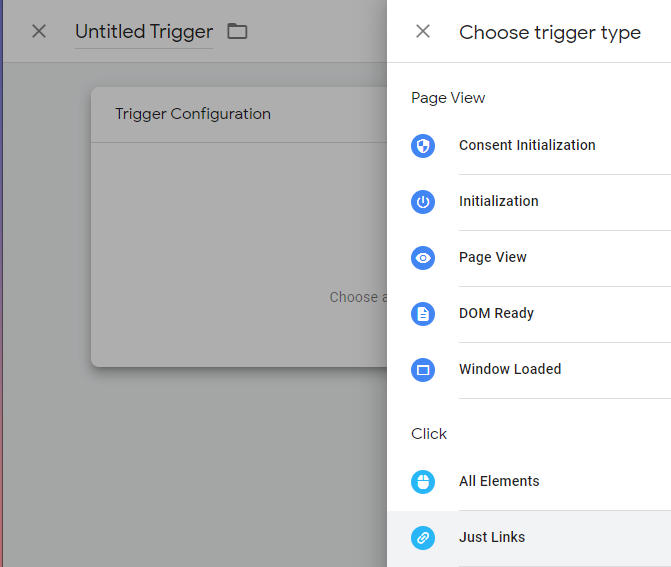 Untitled Trigger
Trigger Configuration
Choose a
Choose trigger type
Page View
Consent Initialization
Initialization
Page View
DOM Ready
Window Loaded
Click
All Elements
Just Links